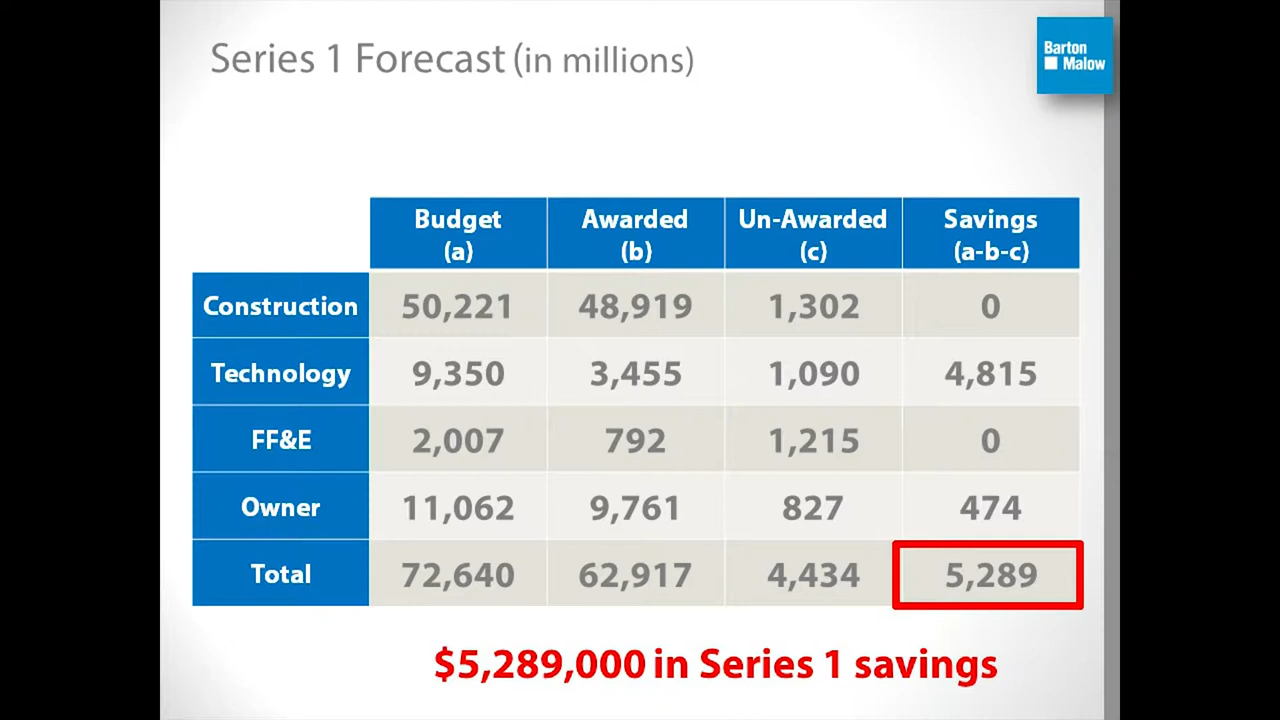 Series 1 Forecast (in millions)
Barton
Malow
Budget (a) Awarded (b) Un-Awarded (c) Savings (a-b-c)
Construction 50,221 48,919 1,302 0
Technology 9,350 3,455 1,090 4,815
FF&E 2,007 792 1,215 0
Owner 11,062 9,761 827 474
Total 72,640 62,917 4,434 5,289
$5,289,000 in Series 1 savings